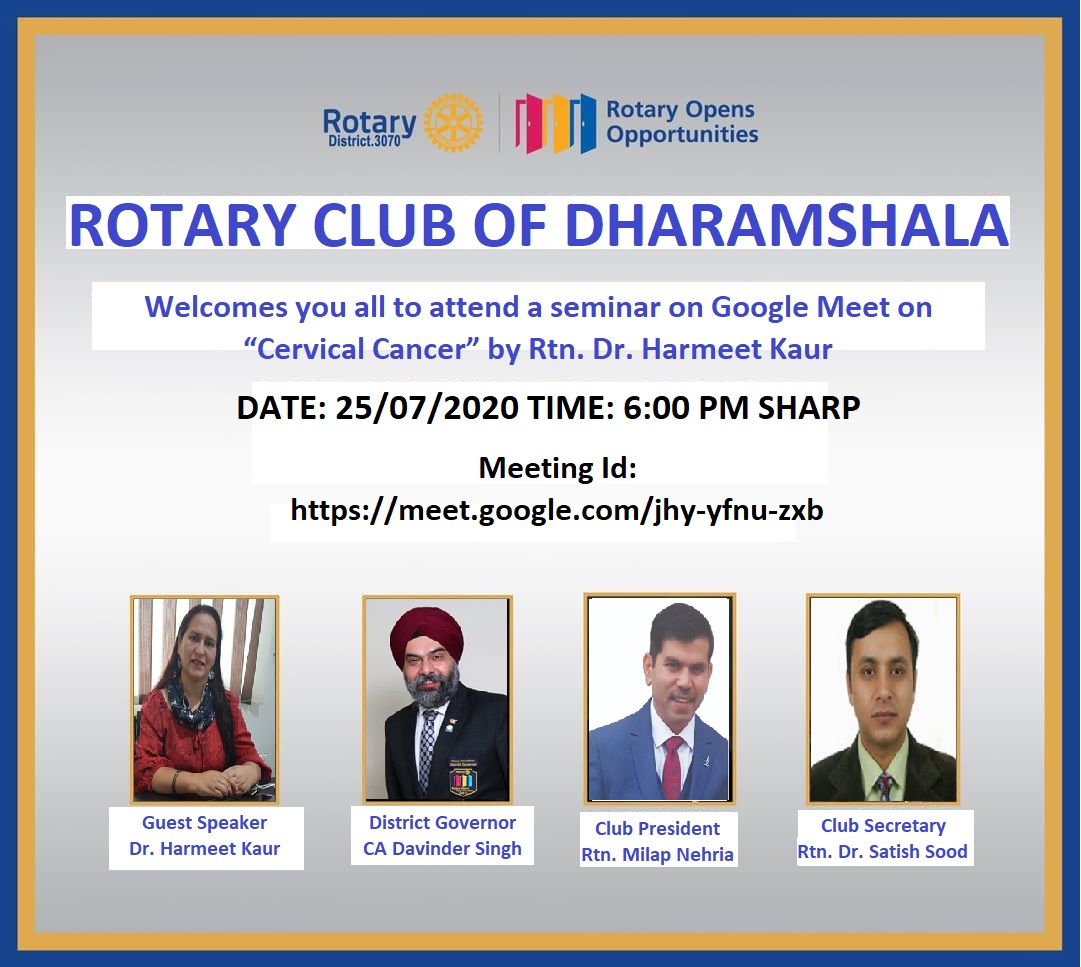 Rotary
District.3070
Rotary Opens
Opportunities
ROTARY CLUB OF DHARAMSHALA
Welcomes you all to attend a seminar on Google Meet on
“Cervical Cancer” by Rtn. Dr. Harmeet Kaur
DATE: 25/07/2020 TIME: 6:00 PM SHARP
Meeting Id:
https://meet.google.com/jhy-yfnu-zxb
Guest Speaker
Dr. Harmeet Kaur
District Governor
CA Davinder Singh
Club President
Rtn. Milap Nehria
Club Secretary
Rtn. Dr. Satish Sood